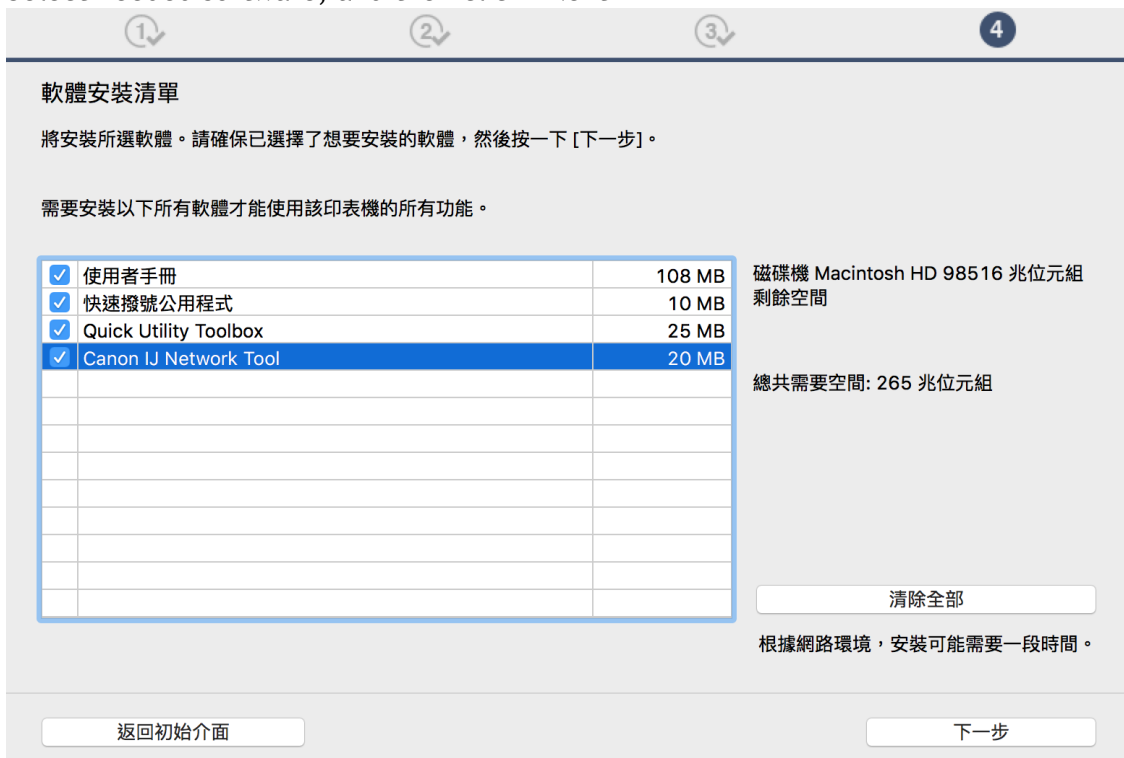 1
2
3
4
軟體安裝清單
將安裝所選軟體。請確保已選擇了想要安裝的軟體，然後按一下 [下一步]。
需要安裝以下所有軟體才能使用該印表機的所有功能。
使用者手冊 108 MB
快速撥號公用程式 10 MB
Quick Utility Toolbox 25 MB
Canon IJ Network Tool 20 MB
磁碟機 Macintosh HD 98516 兆位元組
剩餘空間
總共需要空間: 265 兆位元組
清除全部
根據網路環境，安裝可能需要一段時間。
返回初始介面
下一步